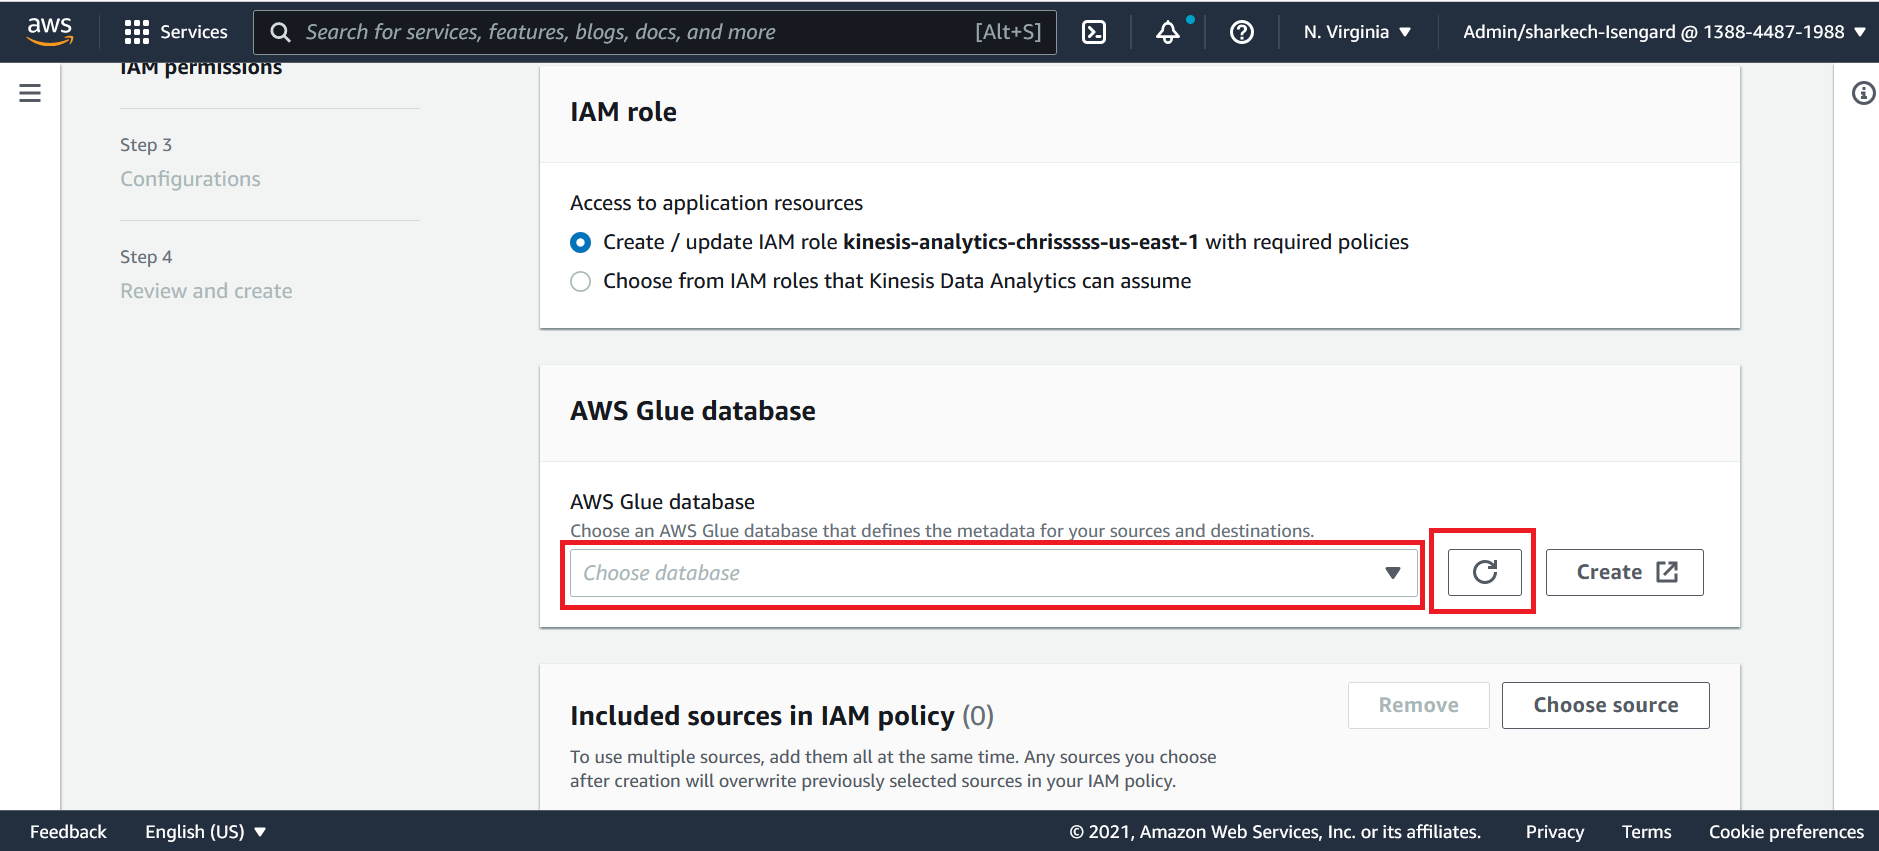 aws
Services
Search for services, features, blogs, docs, and more
[Alt+S]
N. Virginia
Admin/sharkech-Isengard @ 1388-4487-1988
IAM permissions
Step 3
Configurations
Step 4
Review and create
IAM role
Access to application resources
Create / update IAM role kinesis-analytics-chrisssss-us-east-1 with required policies
Choose from IAM roles that Kinesis Data Analytics can assume
AWS Glue database
AWS Glue database
Choose an AWS Glue database that defines the metadata for your sources and destinations.
Choose database
Create
Included sources in IAM policy (0)
Remove
Choose source
To use multiple sources, add them all at the same time. Any sources you choose
after creation will overwrite previously selected sources in your IAM policy.
Feedback
English (US)
© 2021, Amazon Web Services, Inc. or its affiliates.
Privacy
Terms
Cookie preferences